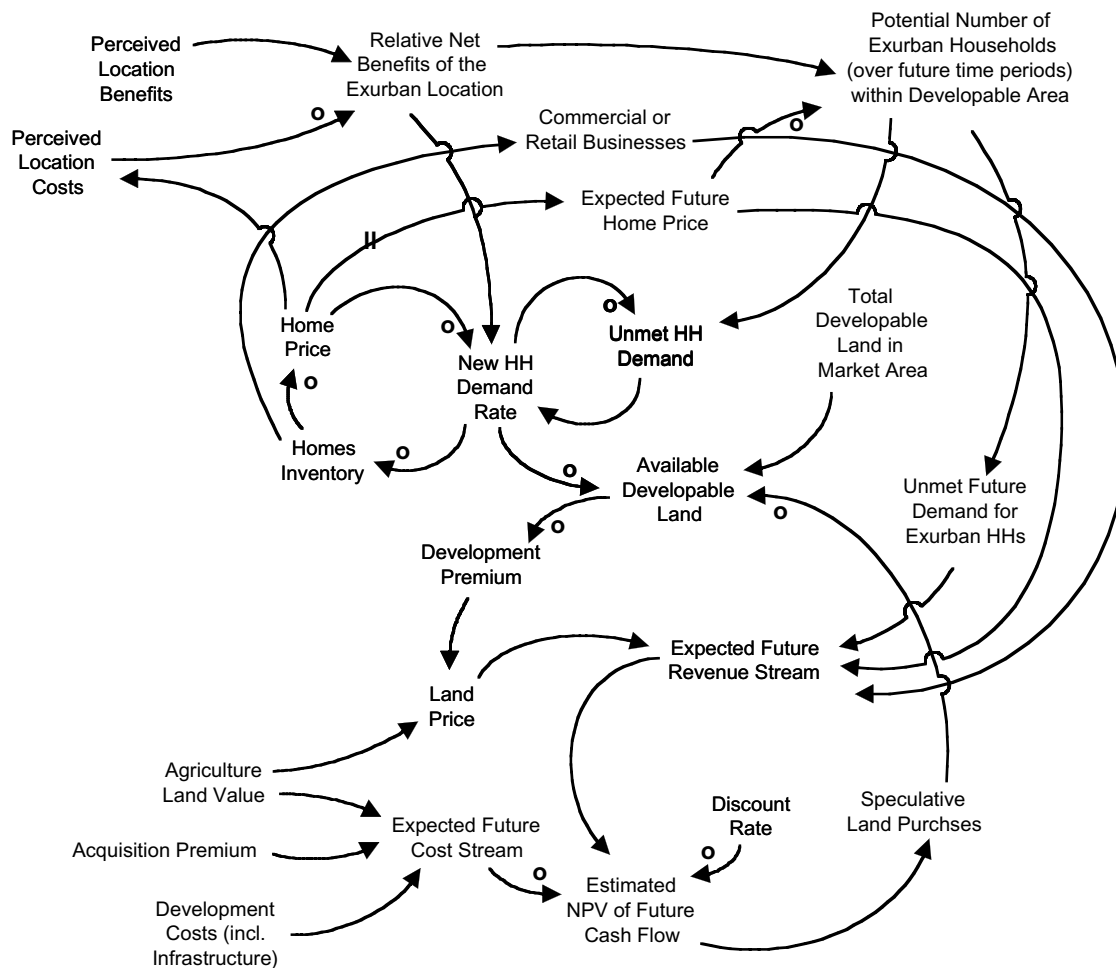 Perceived
Location
Benefits
Relative Net
Benefits of the
Exurban Location
Potential Number of
Exurban Households
(over future time periods)
within Developable Area
o
Perceived
Location
Costs
Commercial or
Retail Businesses
o
Expected Future
Home Price
II
Home
Price
o
New HH
Demand
Rate
o
Unmet HH
Demand
Total
Developable
Land in
Market Area
o
Homes
Inventory
o
o
Available
Developable
Land
o
Unmet Future
Demand for
Exurban HHs
o
Development
Premium
Expected Future
Revenue Stream
Land
Price
Agriculture
Land Value
Acquisition Premium
Development
Costs (incl.
Infrastructure)
Expected Future
Cost Stream
o
Estimated
NPV of Future
Cash Flow
Discount
Rate
o
Speculative
Land Purchses